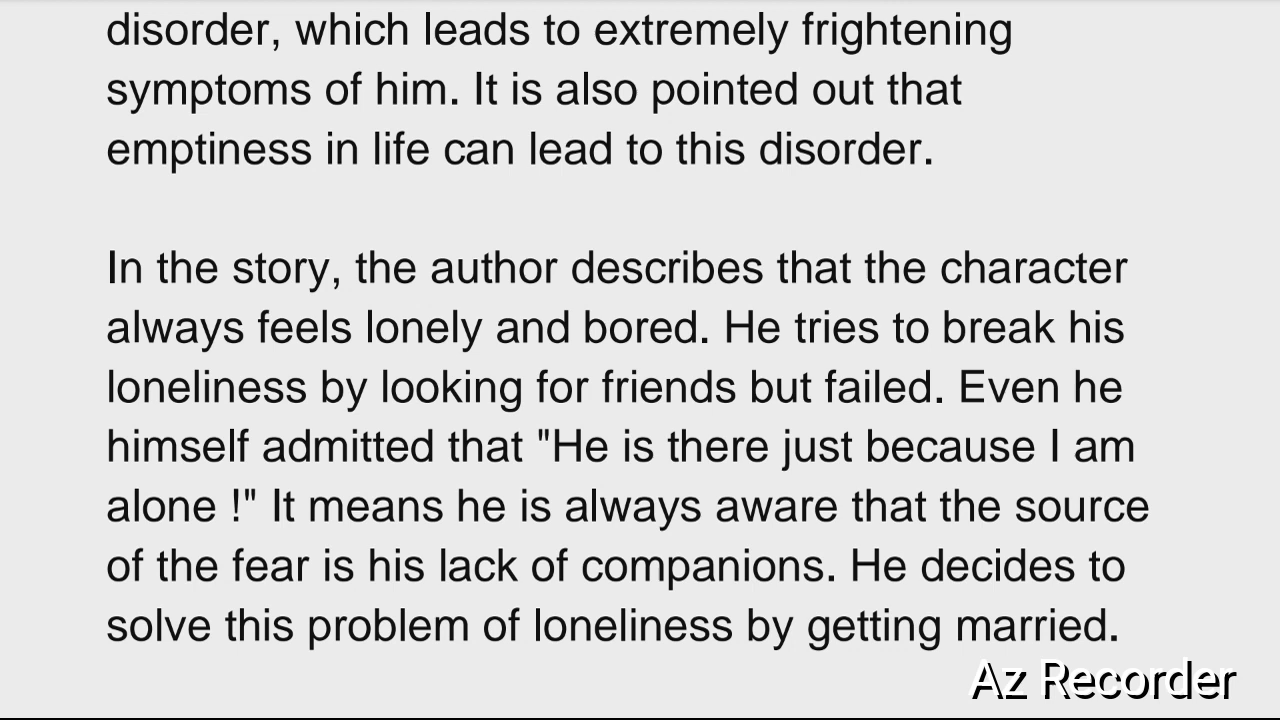 disorder, which leads to extremely frightening
symptoms of him. It is also pointed out that
emptiness in life can lead to this disorder.
In the story, the author describes that the character
always feels lonely and bored. He tries to break his
loneliness by looking for friends but failed. Even he
himself admitted that "He is there just because I am
alone !" It means he is always aware that the source
of the fear is his lack of companions. He decides to
solve this problem of loneliness by getting married.
Az Recorder